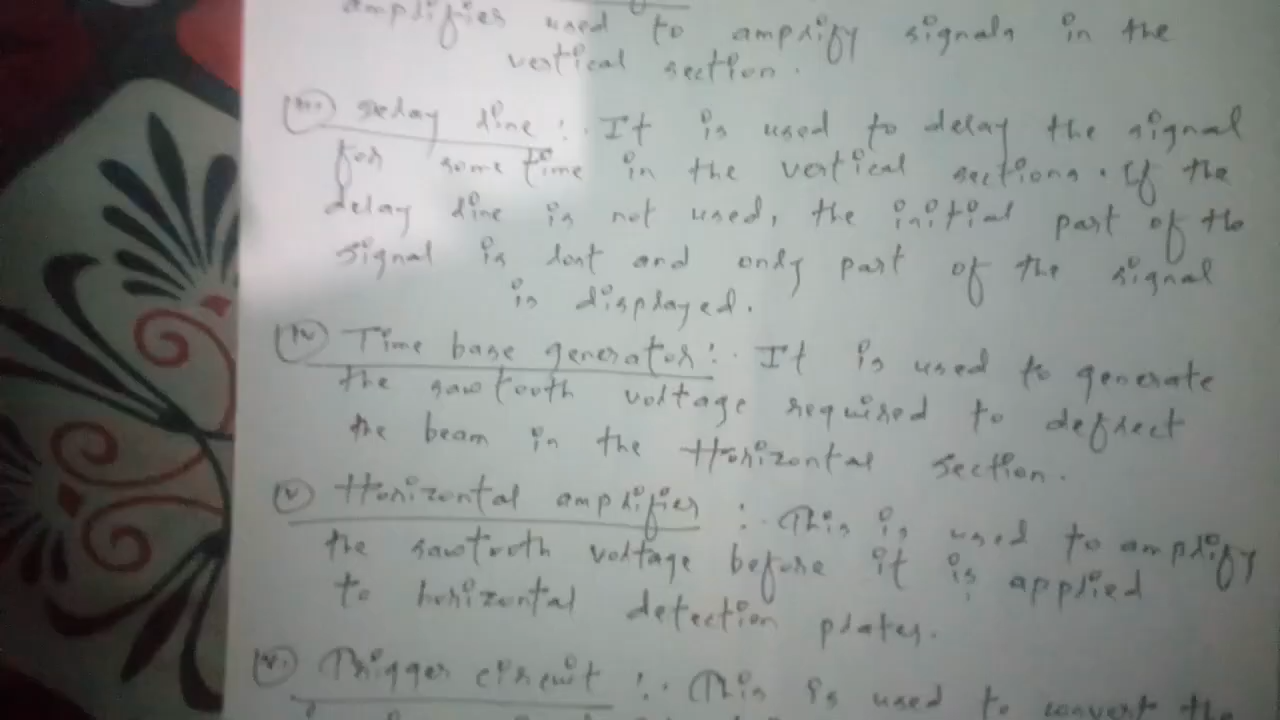 amplifier used to amplify signals in the
vertical section.
(iii) Delay line :- It is used to delay the signal
for some time in the vertical sections. If the
delay line is not used, the initial part of the
signal is lost and only part of the signal
is displayed.
(iv) Time base generator :- It is used to generate
the sawtooth voltage required to deflect
the beam in the Horizontal section.
(v) Horizontal amplifier :- This is used to amplify
the sawtooth voltage before it is applied
to horizontal detection plates.
(vi) Trigger circuit :- This is used to convert the